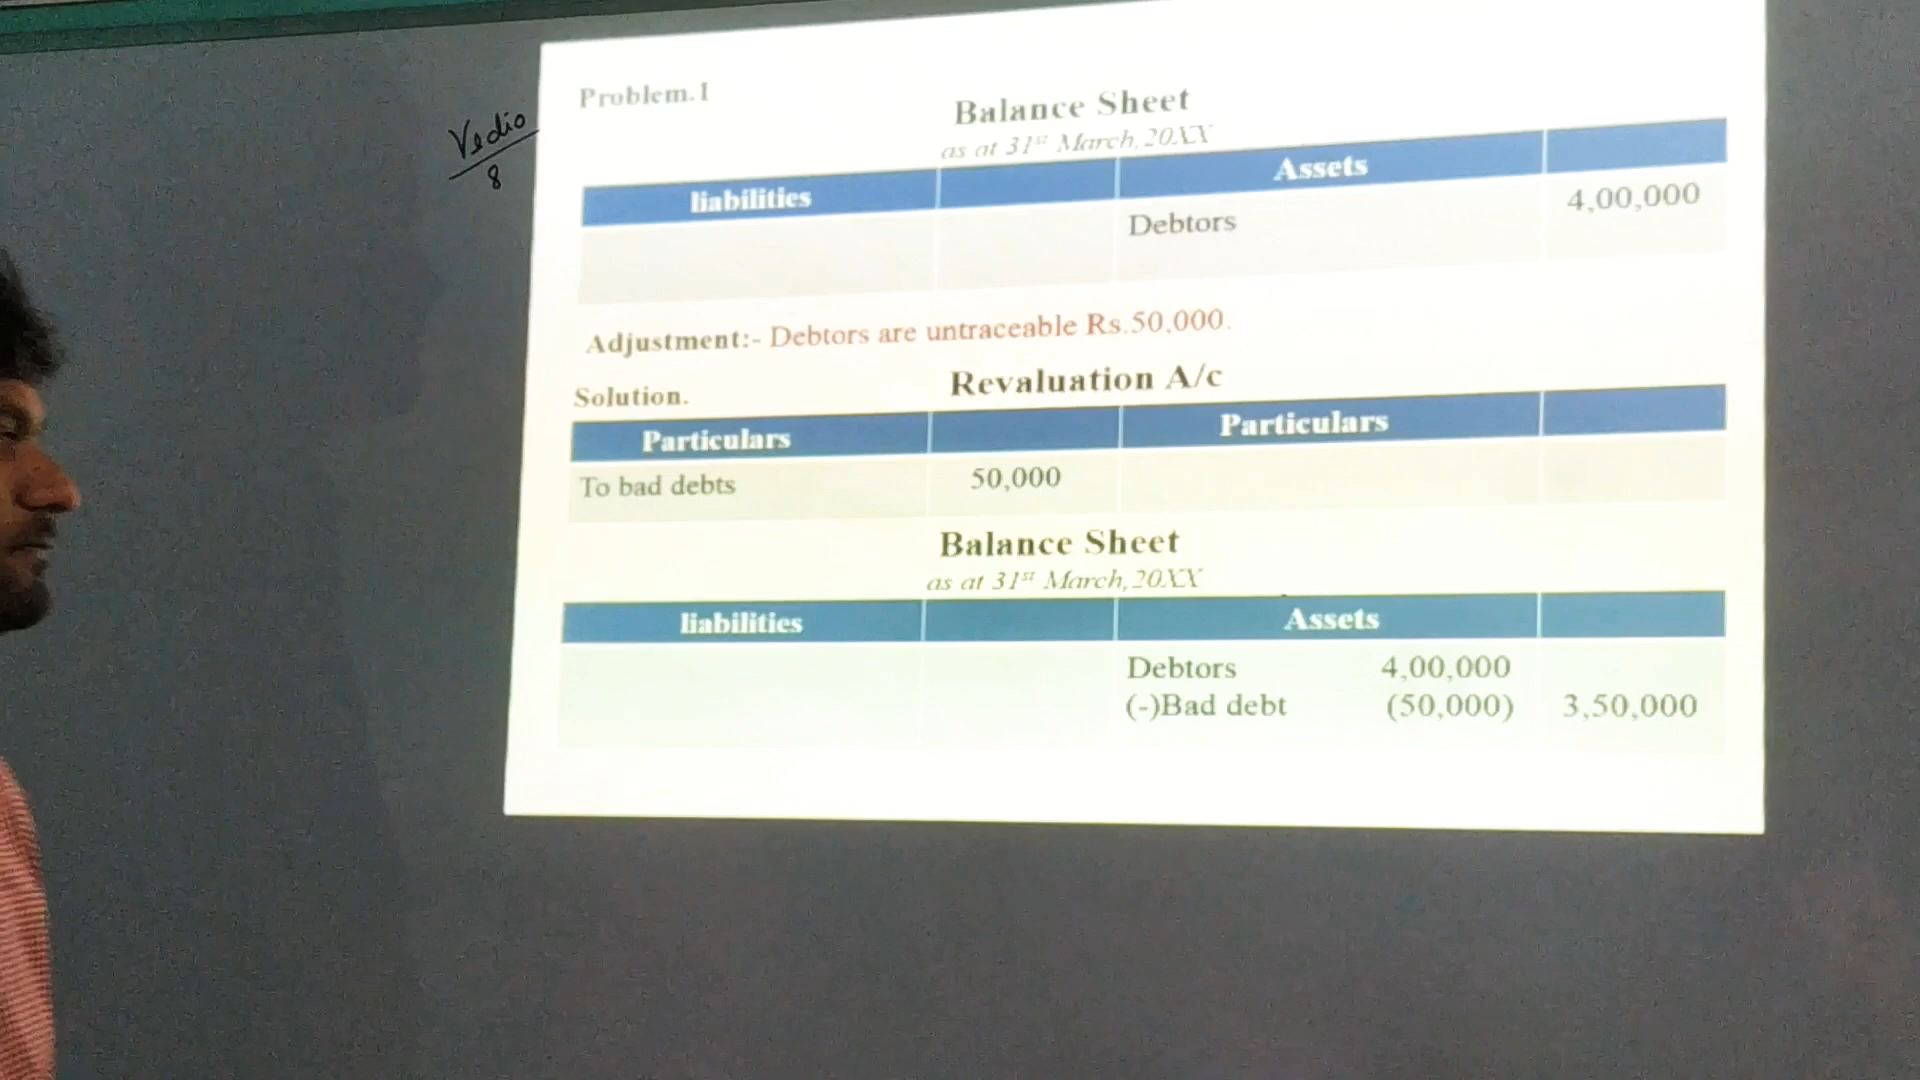 Problem.1
Vedio
8
Balance Sheet
as at 31st March, 20XX
liabilities Assets
Debtors 4,00,000
Adjustment:- Debtors are untraceable Rs.50,000.
Solution. Revaluation A/c
Particulars Particulars
To bad debts 50,000
Balance Sheet
as at 31st March, 20XX
liabilities Assets
Debtors 4,00,000
(-)Bad debt (50,000) 3,50,000